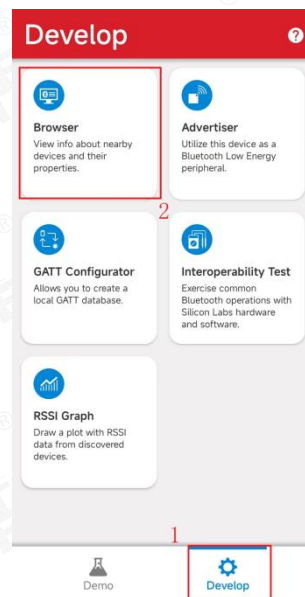 Develop
?
Browser
View info about nearby
devices and their
properties.
Advertiser
Utilize this device as a
Bluetooth Low Energy
peripheral.
2
GATT Configurator
Allows you to create a
local GATT database.
Interoperability Test
Exercise common
Bluetooth operations with
Silicon Labs hardware
and software.
RSSI Graph
Draw a plot with RSSI
data from discovered
devices.
1
Demo
Develop